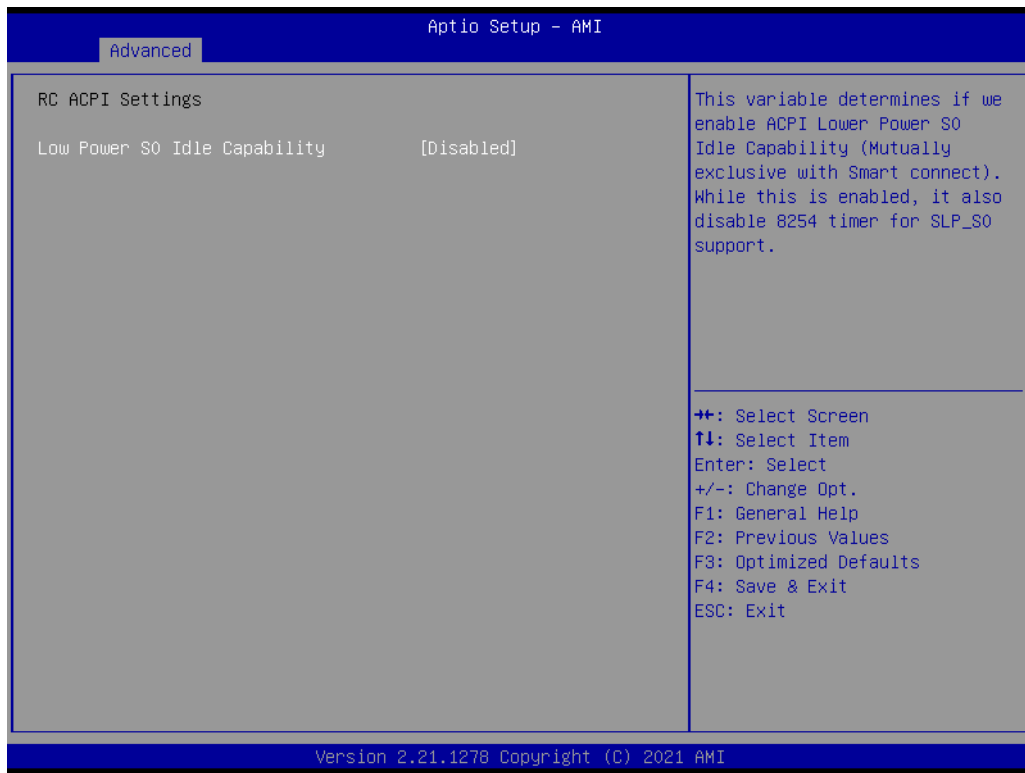 Aptio Setup – AMI
Advanced
RC ACPI Settings
Low Power S0 Idle Capability [Disabled]
This variable determines if we
enable ACPI Lower Power S0
Idle Capability (Mutually
exclusive with Smart connect).
While this is enabled, it also
disable 8254 timer for SLP_S0
support.
→←: Select Screen
↑↓: Select Item
Enter: Select
+/-: Change Opt.
F1: General Help
F2: Previous Values
F3: Optimized Defaults
F4: Save & Exit
ESC: Exit
Version 2.21.1278 Copyright (C) 2021 AMI